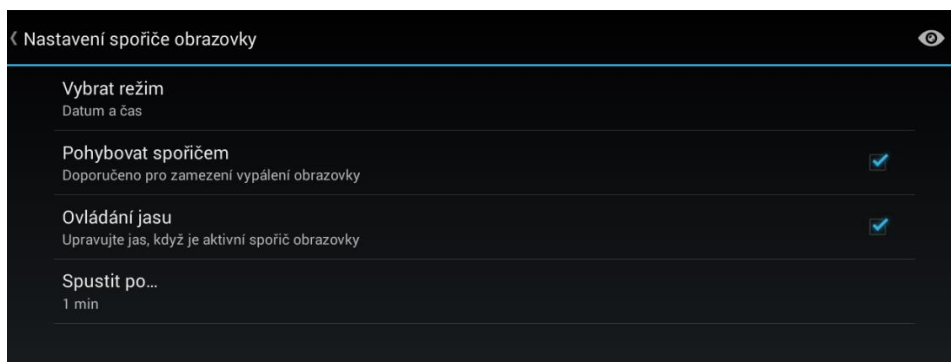 Nastavení spořiče obrazovky
Vybrat režim
Datum a čas
Pohybovat spořičem
Doporučeno pro zamezení vypálení obrazovky
Ovládání jasu
Upravujte jas, když je aktivní spořič obrazovky
Spustit po...
1 min